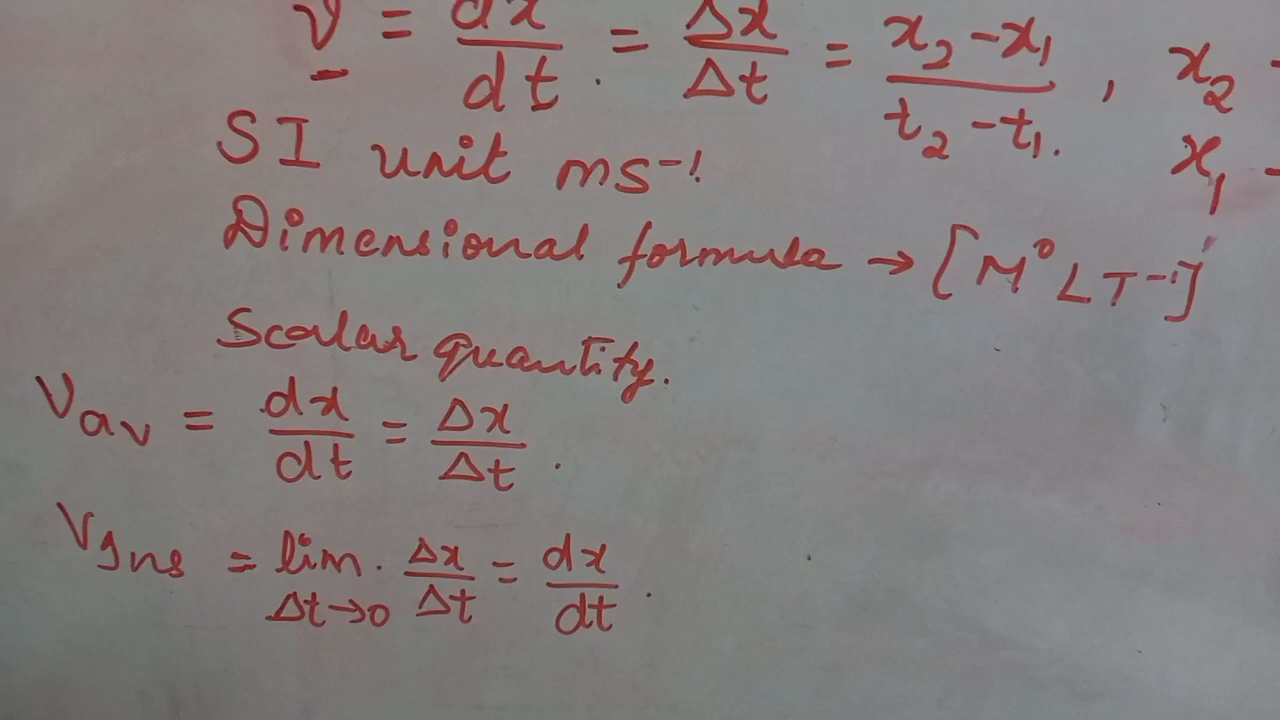 v = dx/dt. = Δx/Δt = x₂-x₁/t₂-t₁. , x₂ -
x₁ -
SI unit ms⁻¹
Dimensional formula → [M⁰LT⁻¹]
Scalar quantity.
Vav = dx/dt = Δx/Δt .
VIns = lim. Δt→0 Δx/Δt = dx/dt .